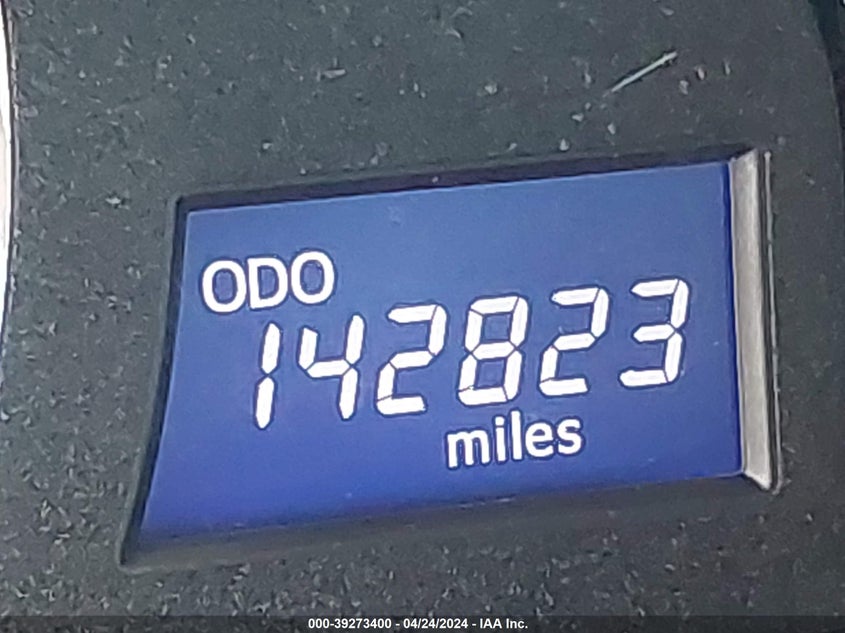 ODO
142823
miles
000-39273400 - 04/24/2024 - IAA Inc.